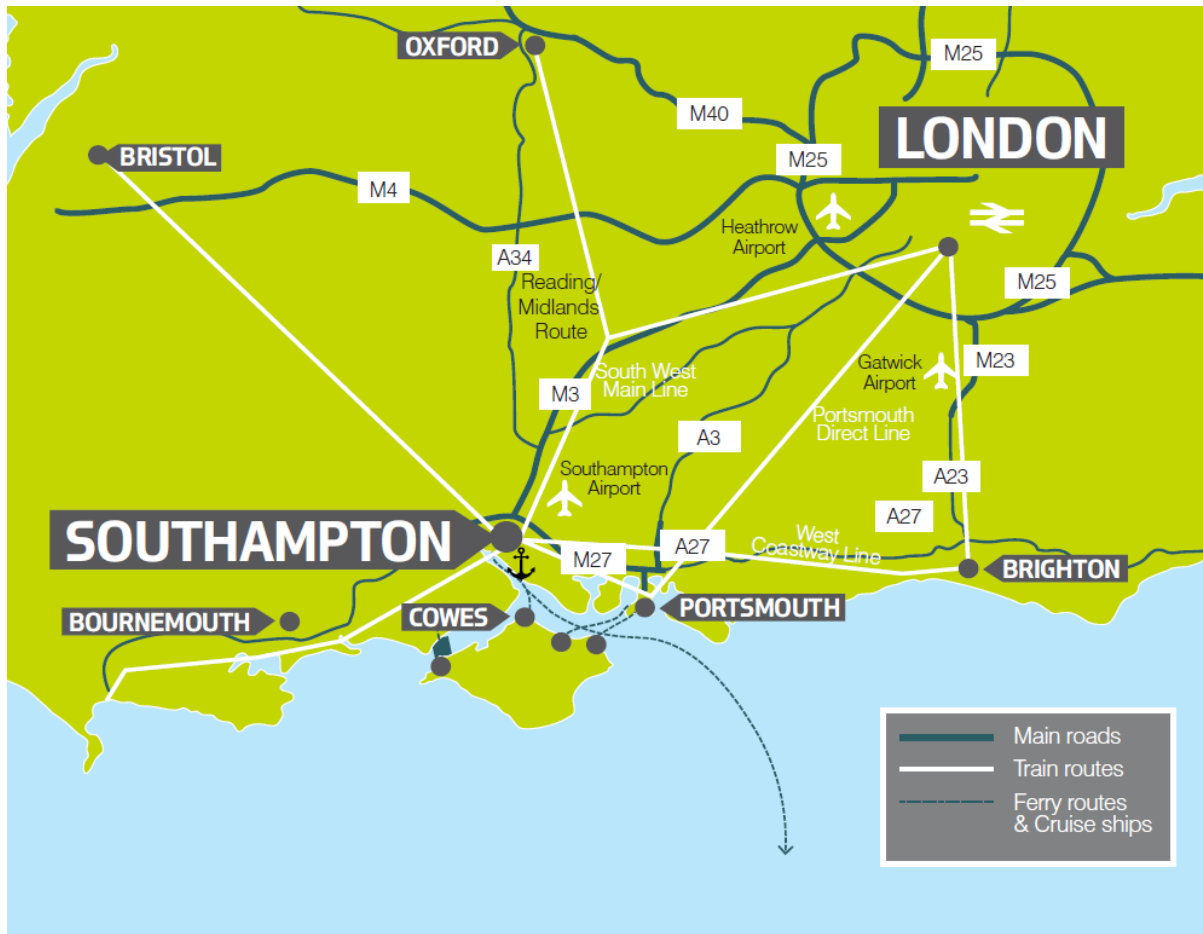 OXFORD
M25
M40
LONDON
BRISTOL
M25
M4
Heathrow
Airport
A34
Reading/
Midlands
Route
M25
M23
Gatwick
Airport
South West
Main Line
M3
Portsmouth
Direct Line
A3
Southampton
Airport
A23
A27
SOUTHAMPTON
West
Coastway Line
A27
M27
BRIGHTON
BOURNEMOUTH
COWES
PORTSMOUTH
Main roads
Train routes
Ferry routes
& Cruise ships